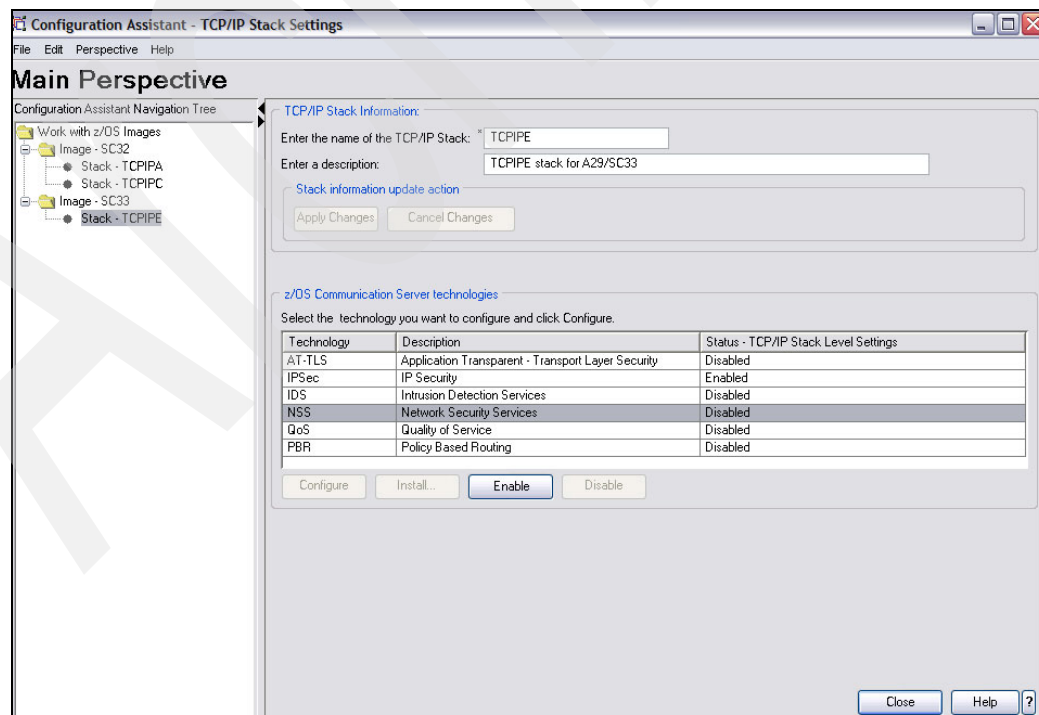 Configuration Assistant - TCP/IP Stack Settings
File Edit Perspective Help
Main Perspective
Configuration Assistant Navigation Tree
Work with z/OS Images
Image - SC32
Stack - TCPIPA
Stack - TCPIPC
Image - SC33
Stack - TCPIPE
TCP/IP Stack Information:
Enter the name of the TCP/IP Stack: * TCPIPE
Enter a description: TCPIPE stack for A29/SC33
Stack information update action
Apply Changes Cancel Changes
z/OS Communication Server technologies
Select the technology you want to configure and click Configure.
Technology Description Status - TCP/IP Stack Level Settings
AT-TLS Application Transparent - Transport Layer Security Disabled
IPSec IP Security Enabled
IDS Intrusion Detection Services Disabled
NSS Network Security Services Disabled
QoS Quality of Service Disabled
PBR Policy Based Routing Disabled
Configure Install... Enable Disable
Close Help ?